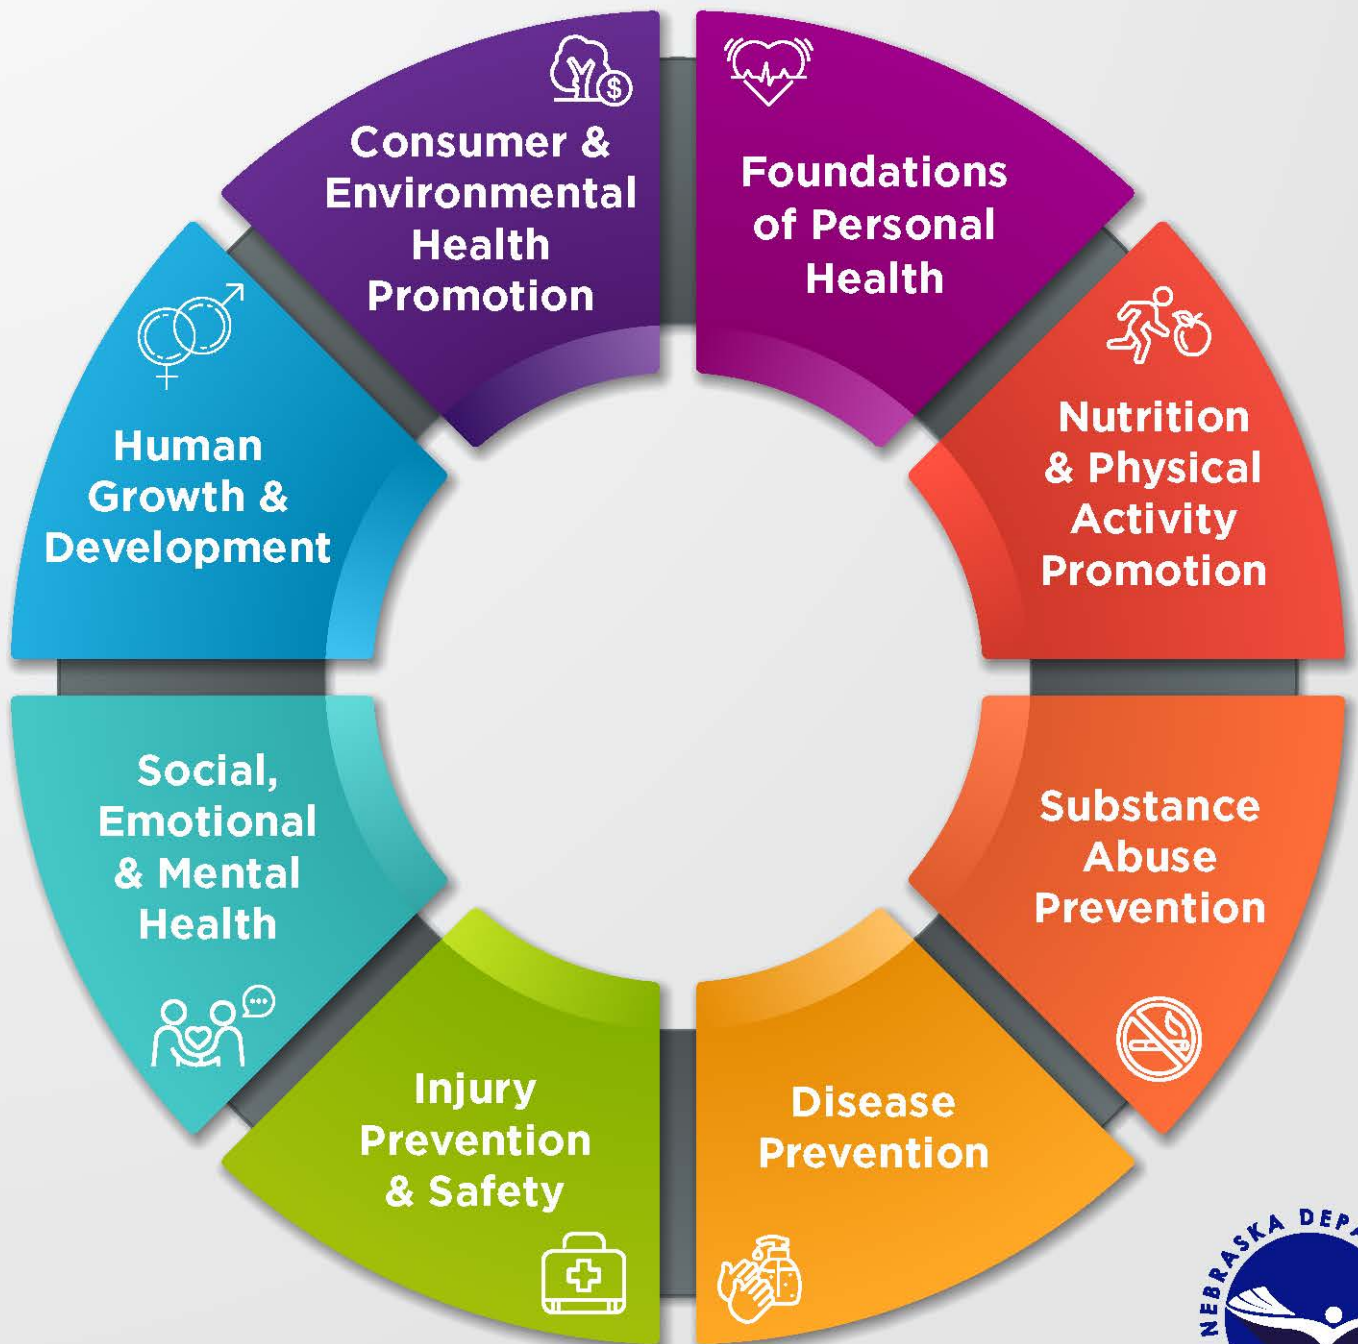 Consumer &
Environmental
Health
Promotion
Foundations
of Personal
Health
Nutrition
& Physical
Activity
Promotion
Substance
Abuse
Prevention
Disease
Prevention
Injury
Prevention
& Safety
Social,
Emotional
& Mental
Health
Human
Growth &
Development
$
NEBRASKA